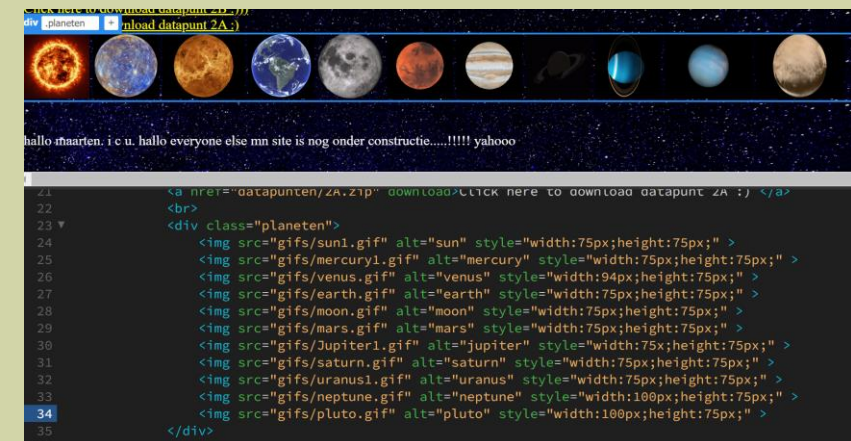 Click here to download datapunt 2B :)))
div .planeten +
nload datapunt 2A :)
hallo maarten. i c u. hallo everyone else mn site is nog onder constructie.....!!!!! yahooo
21 <a href="datapunten/2A.zip" download>Click here to download datapunt 2A :) </a>
22 <br>
23 <div class="planeten">
24 <img src="gifs/sun1.gif" alt="sun" style="width:75px;height:75px;" >
25 <img src="gifs/mercury1.gif" alt="mercury" style="width:75px;height:75px;" >
26 <img src="gifs/venus.gif" alt="venus" style="width:94px;height:75px;" >
27 <img src="gifs/earth.gif" alt="earth" style="width:75px;height:75px;" >
28 <img src="gifs/moon.gif" alt="moon" style="width:75px;height:75px;" >
29 <img src="gifs/mars.gif" alt="mars" style="width:75px;height:75px;" >
30 <img src="gifs/Jupiter1.gif" alt="jupiter" style="width:75x;height:75px;" >
31 <img src="gifs/saturn.gif" alt="saturn" style="width:75px;height:75px;" >
32 <img src="gifs/uranus1.gif" alt="uranus" style="width:75px;height:75px;" >
33 <img src="gifs/neptune.gif" alt="neptune" style="width:100px;height:75px;" >
34 <img src="gifs/pluto.gif" alt="pluto" style="width:100px;height:75px;" >
35 </div>